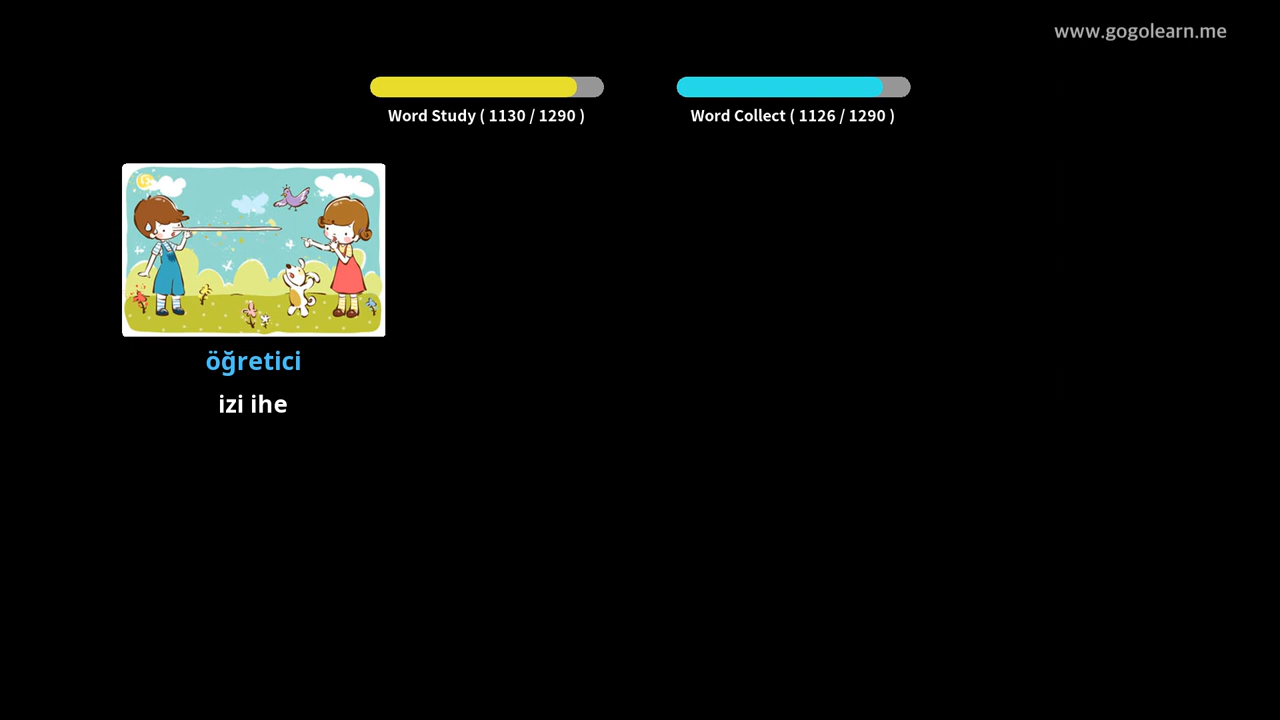 www.gogolearn.me
Word Study ( 1130 / 1290 )
Word Collect ( 1126 / 1290 )
öğretici
izi ihe